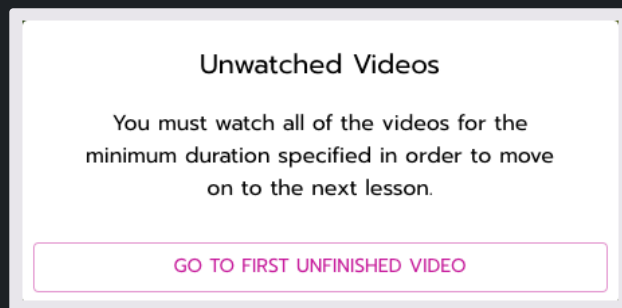 Unwatched Videos
You must watch all of the videos for the
minimum duration specified in order to move
on to the next lesson.
GO TO FIRST UNFINISHED VIDEO